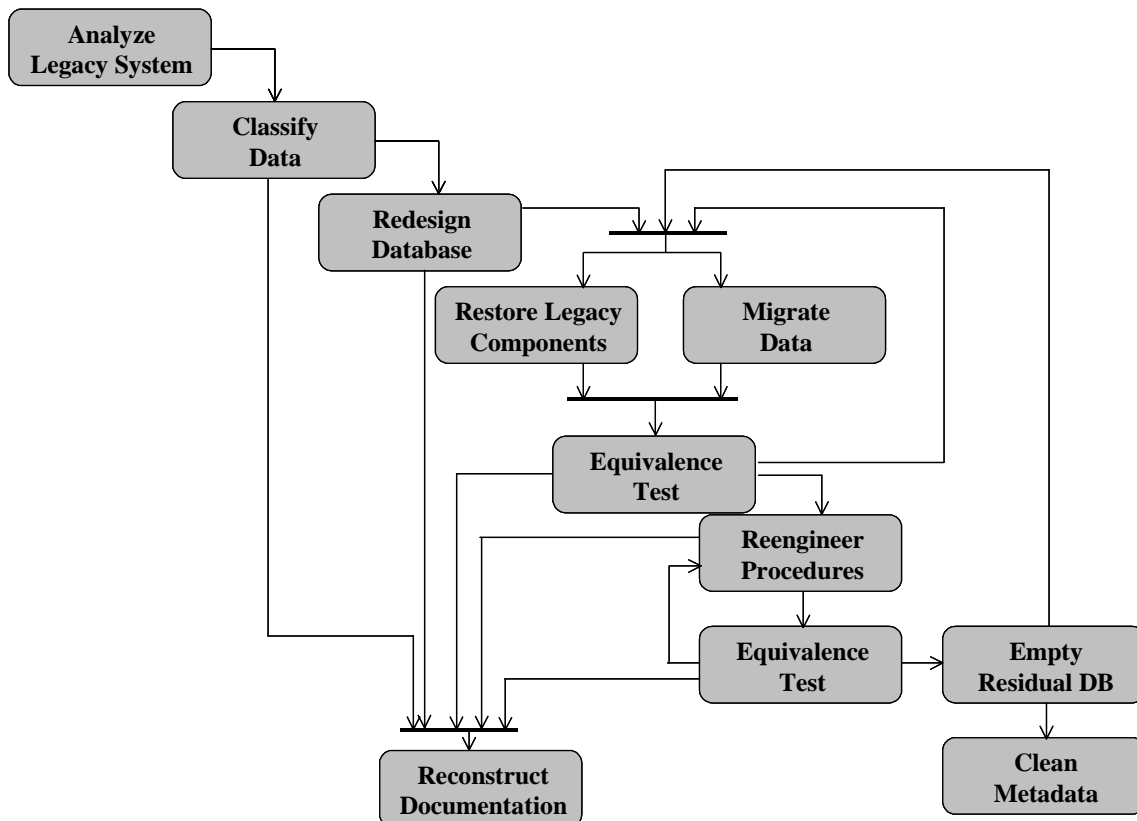 Analyze
Legacy System
Classify
Data
Redesign
Database
Restore Legacy
Components
Migrate
Data
Equivalence
Test
Reengineer
Procedures
Equivalence
Test
Empty
Residual DB
Reconstruct
Documentation
Clean
Metadata